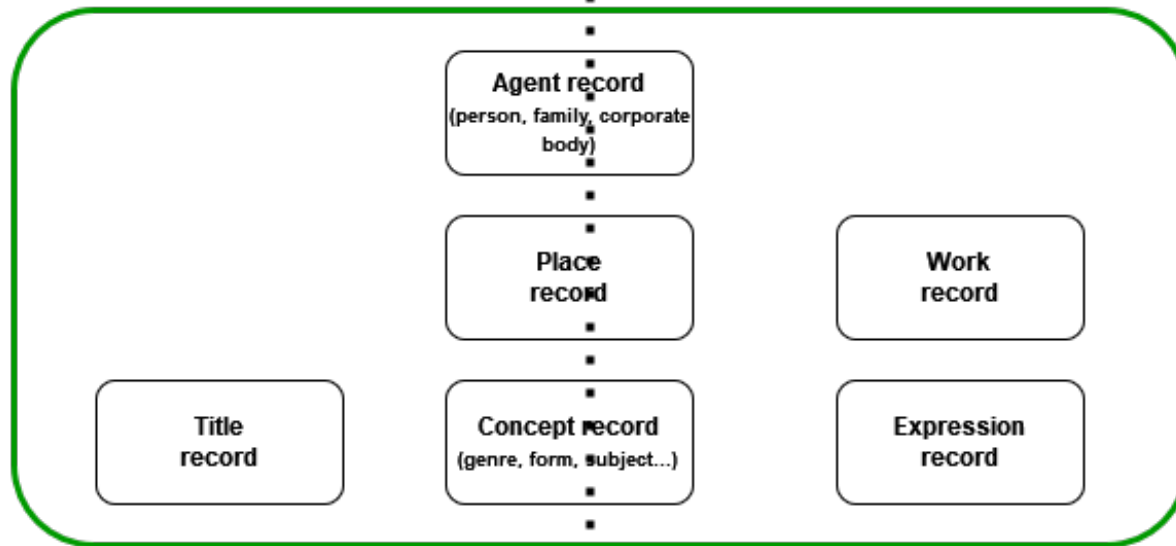 Agent record
(person, family, corporate
body)
Place
record
Work
record
Title
record
Concept record
(genre, form, subject...)
Expression
record